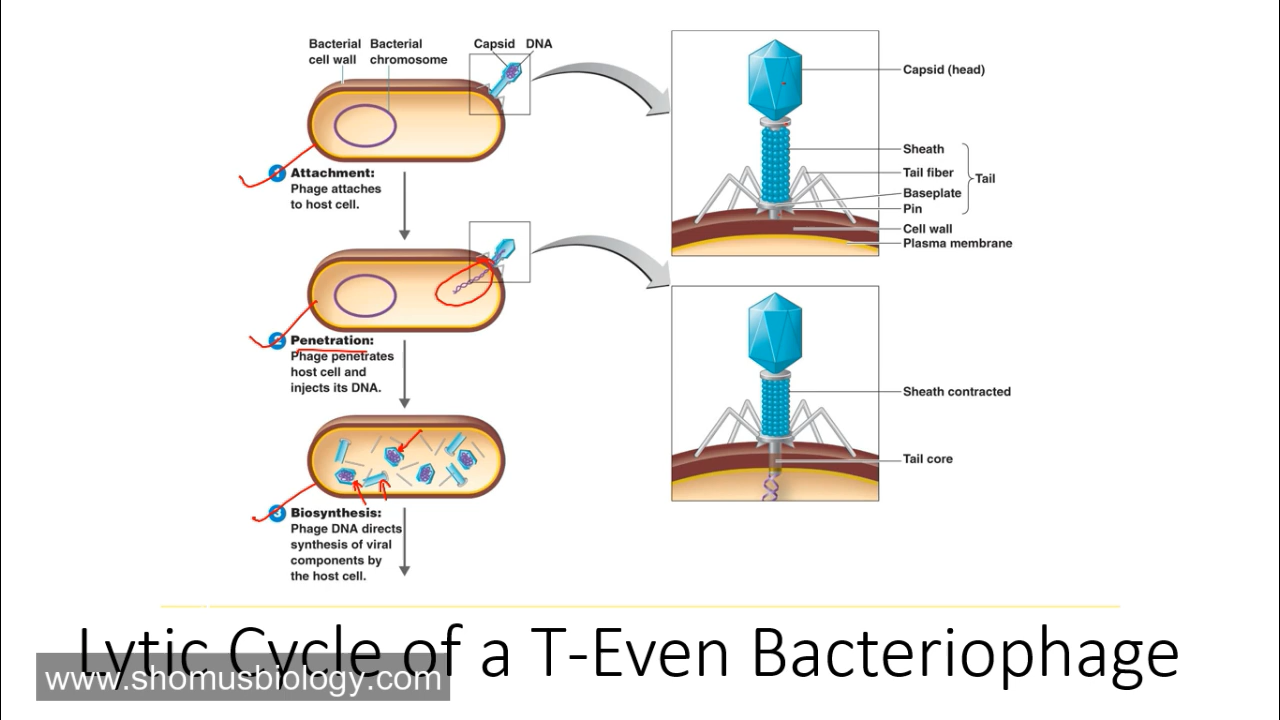 Bacterial cell wall
Bacterial chromosome
Capsid DNA
1 Attachment:
Phage attaches
to host cell.
2 Penetration:
Phage penetrates
host cell and
injects its DNA.
3 Biosynthesis:
Phage DNA directs
synthesis of viral
components by
the host cell.
Capsid (head)
Sheath
Tail fiber
Tail
Baseplate
Pin
Cell wall
Plasma membrane
Sheath contracted
Tail core
Lytic Cycle of a T-Even Bacteriophage
www.shomusbiology.com